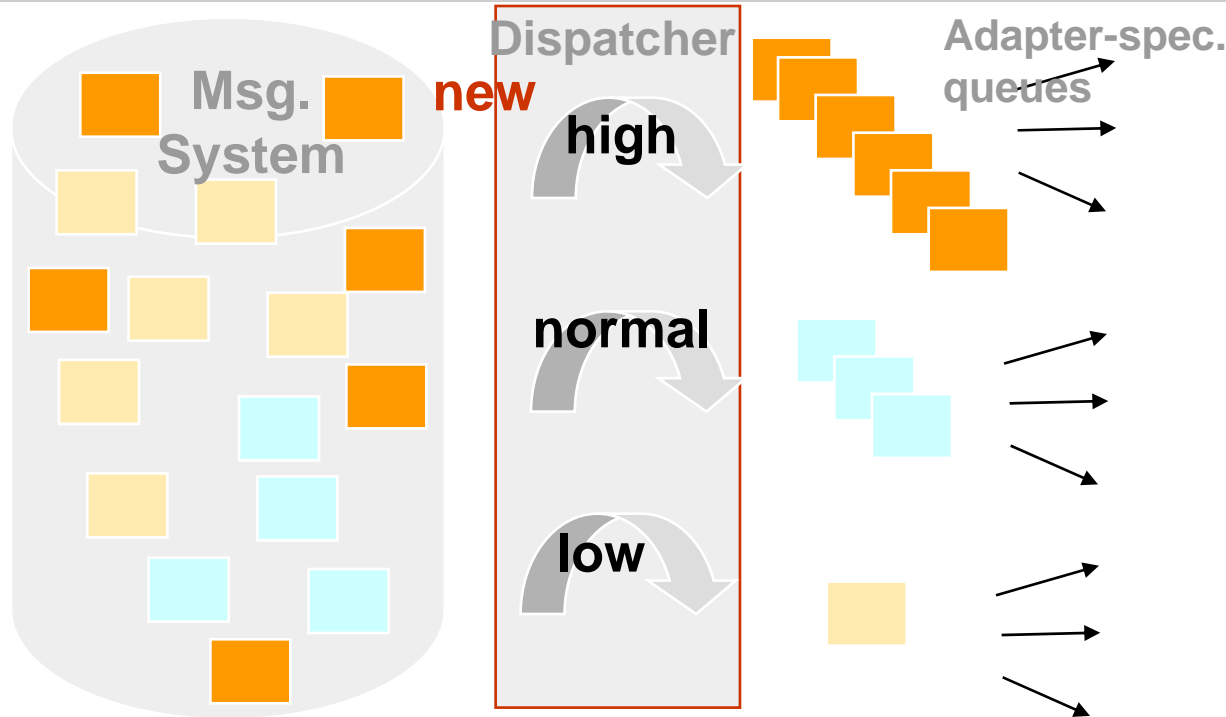 Msg.
System
new
Dispatcher
high
normal
low
Adapter-spec.
queues